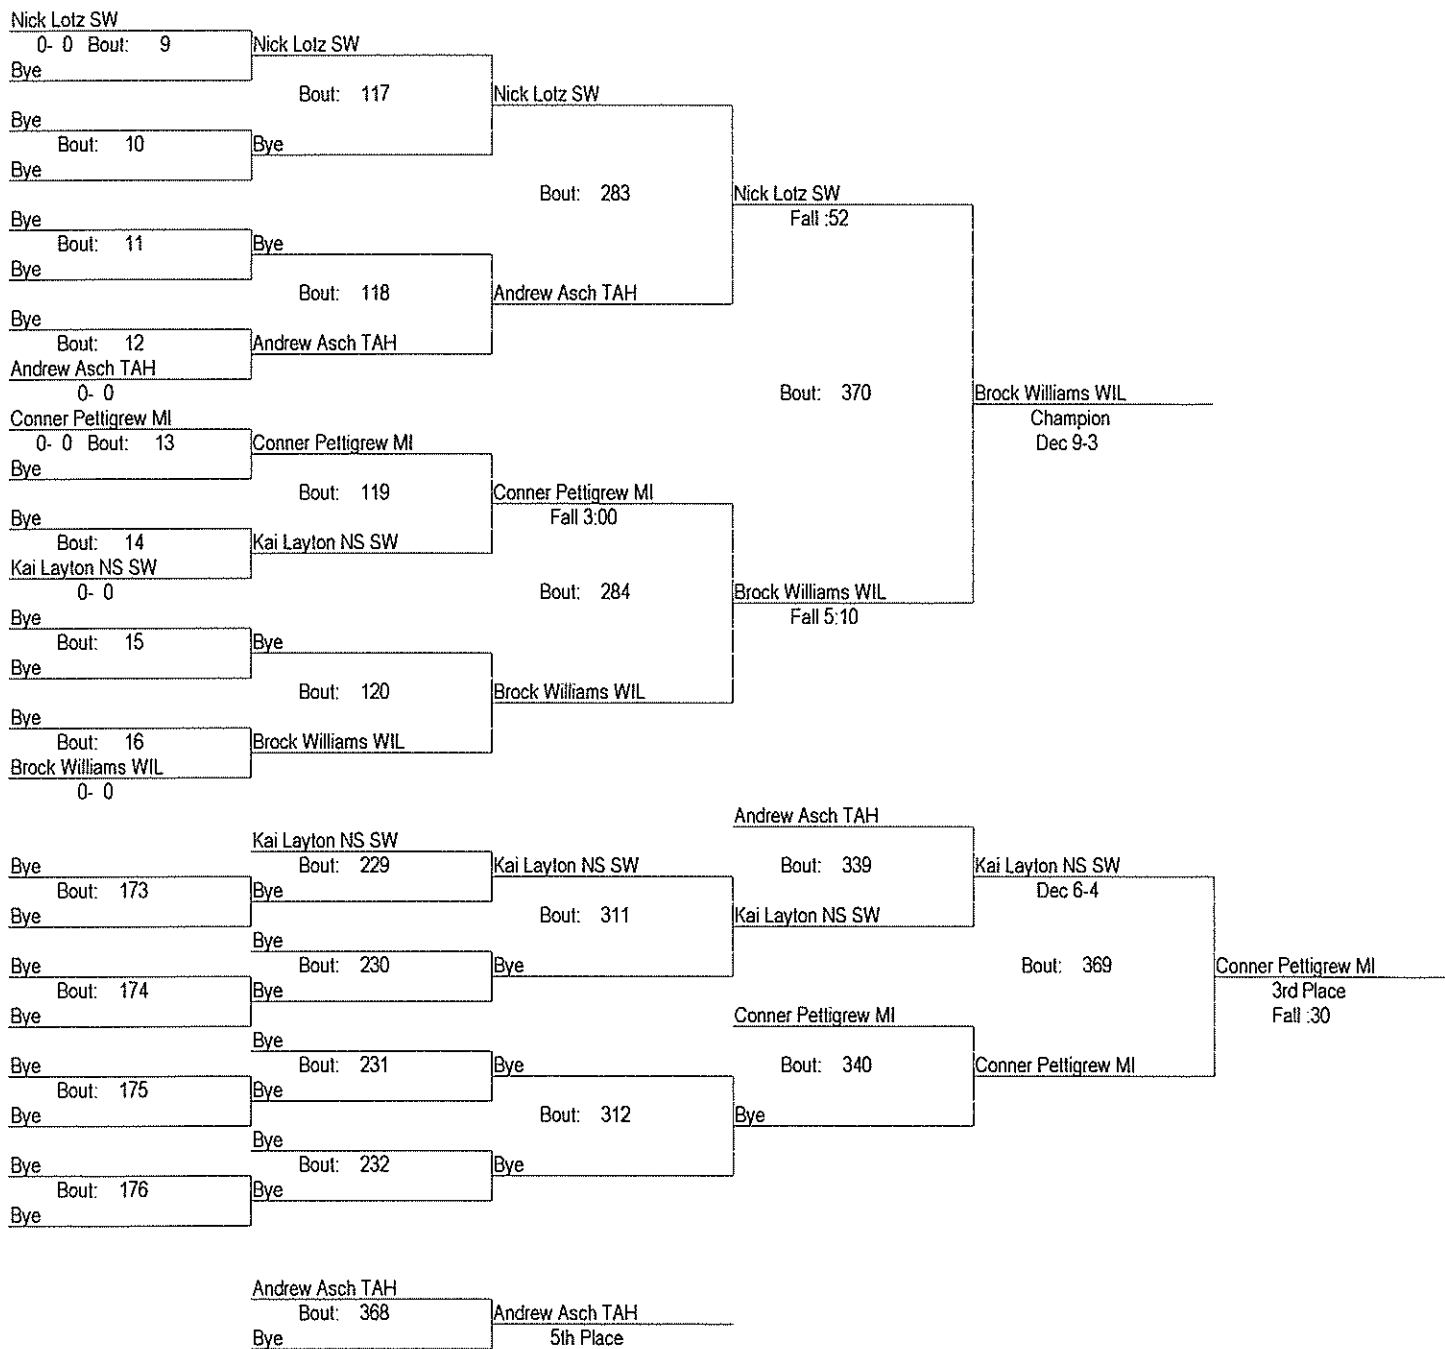 Nick Lotz SW
0- 0 Bout: 9
Bye
Nick Lotz SW
Bout: 117
Bye
Bout: 10
Bye
Bye
Nick Lotz SW
Bout: 283
Bye
Bout: 11
Bye
Bye
Bout: 118
Bye
Bout: 12
Andrew Asch TAH
0- 0
Andrew Asch TAH
Andrew Asch TAH
Nick Lotz SW
Fall :52
Bout: 370
Conner Pettigrew MI
0- 0 Bout: 13
Bye
Conner Pettigrew MI
Bout: 119
Bye
Bout: 14
Kai Layton NS SW
0- 0
Kai Layton NS SW
Conner Pettigrew MI
Fall 3:00
Bout: 284
Bye
Bout: 15
Bye
Bye
Bout: 120
Bye
Bout: 16
Brock Williams WIL
0- 0
Brock Williams WIL
Brock Williams WIL
Brock Williams WIL
Fall 5:10
Brock Williams WIL
Champion
Dec 9-3
Bye
Bout: 173
Bye
Bye
Bout: 174
Bye
Bye
Bout: 175
Bye
Bye
Bout: 176
Bye
Kai Layton NS SW
Bout: 229
Bye
Bye
Bout: 230
Bye
Bye
Bout: 231
Bye
Bye
Bout: 232
Bye
Kai Layton NS SW
Bout: 311
Bye
Bye
Bout: 312
Bye
Andrew Asch TAH
Bout: 339
Kai Layton NS SW
Conner Pettigrew MI
Bout: 340
Bye
Kai Layton NS SW
Dec 6-4
Bout: 369
Conner Pettigrew MI
Conner Pettigrew MI
3rd Place
Fall :30
Andrew Asch TAH
Bout: 368
Bye
Andrew Asch TAH
5th Place